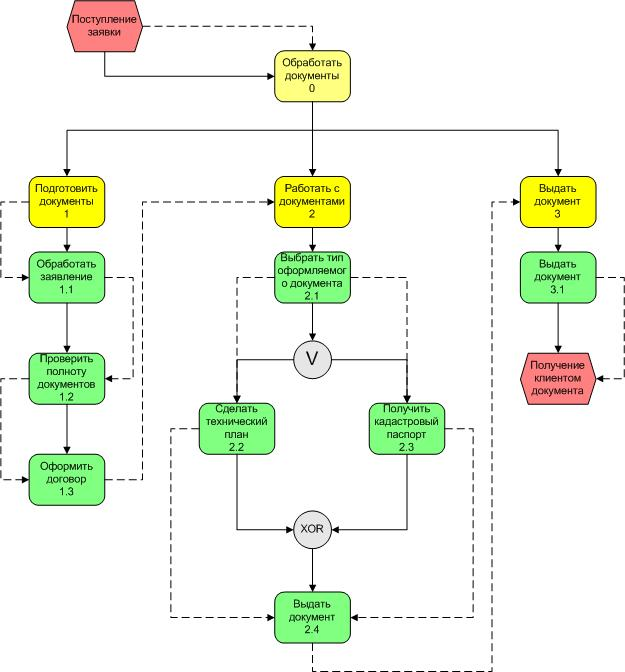 Поступление
заявки
Обработать
документы
0
Подготовить
документы
1
Работать с
документами
2
Выдать
документ
3
Обработать
заявление
1.1
Выбрать тип
оформляемог
о документа
2.1
Выдать
документ
3.1
V
Проверить
полноту
документов
1.2
Получение
клиентом
документа
Сделать
технический
план
2.2
Получить
кадастровый
паспорт
2.3
Оформить
договор
1.3
XOR
Выдать
документ
2.4